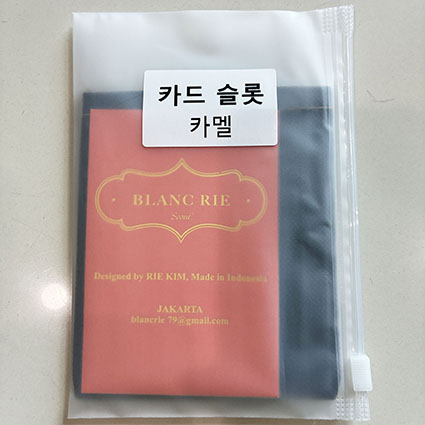 카드 슬롯
카멜
· BLANC RIE ·
Designed by RIE KIM, Made in Indonesia
JAKARTA
blancrie 79@gmail.com